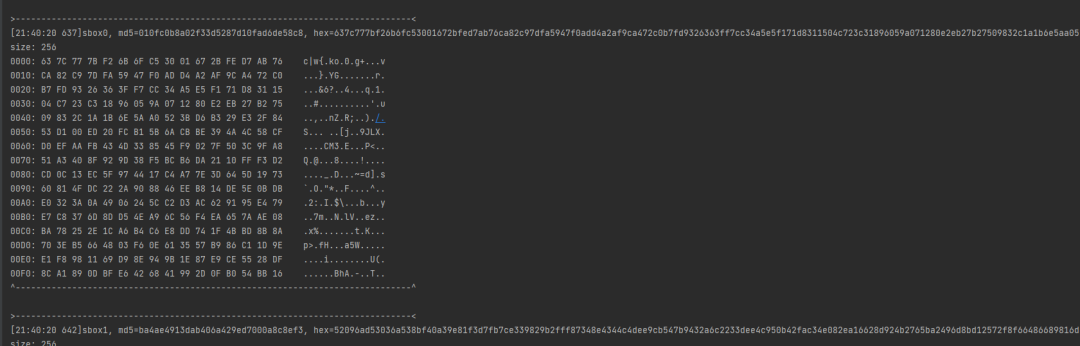 >-----------------------------------------------------------------------------<
[21:40:20 637]sbox0, md5=010fc0b8a02f33d5287d10fad6de58c8, hex=637c777bf26b6fc53001672bfed7ab76ca82c97dfa5947f0add4a2af9ca472c0b7fd9326363ff7cc34a5e5f171d8311504c723c31896059a071280e2eb27b27509832c1a1b6e5aa05
size: 256
0000: 63 7C 77 7B F2 6B 6F C5 30 01 67 2B FE D7 AB 76    c|w{.ko.0.g+...v
0010: CA 82 C9 7D FA 59 47 F0 AD D4 A2 AF 9C A4 72 C0    ...}.YG.......r.
0020: B7 FD 93 26 36 3F F7 CC 34 A5 E5 F1 71 D8 31 15    ...&6?..4...q.1.
0030: 04 C7 23 C3 18 96 05 9A 07 12 80 E2 EB 27 B2 75    ..#..........'.u
0040: 09 83 2C 1A 1B 6E 5A A0 52 3B D6 B3 29 E3 2F 84    ..,..nZ.R;..)./.
0050: 53 D1 00 ED 20 FC B1 5B 6A CB BE 39 4A 4C 58 CF    S... ..[j..9JLX.
0060: D0 EF AA FB 43 4D 33 85 45 F9 02 7F 50 3C 9F A8    ....CM3.E...P<..
0070: 51 A3 40 8F 92 9D 38 F5 BC B6 DA 21 10 FF F3 D2    Q.@...8....!....
0080: CD 0C 13 EC 5F 97 44 17 C4 A7 7E 3D 64 5D 19 73    ...._.D...~=d].s
0090: 60 81 4F DC 22 2A 90 88 46 EE B8 14 DE 5E 0B DB    `.O."*..F....^..
00A0: E0 32 3A 0A 49 06 24 5C C2 D3 AC 62 91 95 E4 79    .2:.I.$\...b...y
00B0: E7 C8 37 6D 8D D5 4E A9 6C 56 F4 EA 65 7A AE 08    ..7m..N.lV..ez..
00C0: BA 78 25 2E 1C A6 B4 C6 E8 DD 74 1F 4B BD 8B 8A    .x%.......t.K...
00D0: 70 3E B5 66 48 03 F6 0E 61 35 57 B9 86 C1 1D 9E    p>.fH...a5W.....
00E0: E1 F8 98 11 69 D9 8E 94 9B 1E 87 E9 CE 55 28 DF    ....i........U(.
00F0: 8C A1 89 0D BF E6 42 68 41 99 2D 0F B0 54 BB 16    ......BhA.-..T..
^-----------------------------------------------------------------------------^
>-----------------------------------------------------------------------------<
[21:40:20 642]sbox1, md5=ba4ae4913dab406a429ed7000a8c8ef3, hex=52096ad53036a538bf40a39e81f3d7fb7ce339829b2fff87348e4344c4dee9cb547b9432a6c2233dee4c950b42fac34e082ea16628d924b2765ba2496d8bd12572f8f66486689816d
size: 256